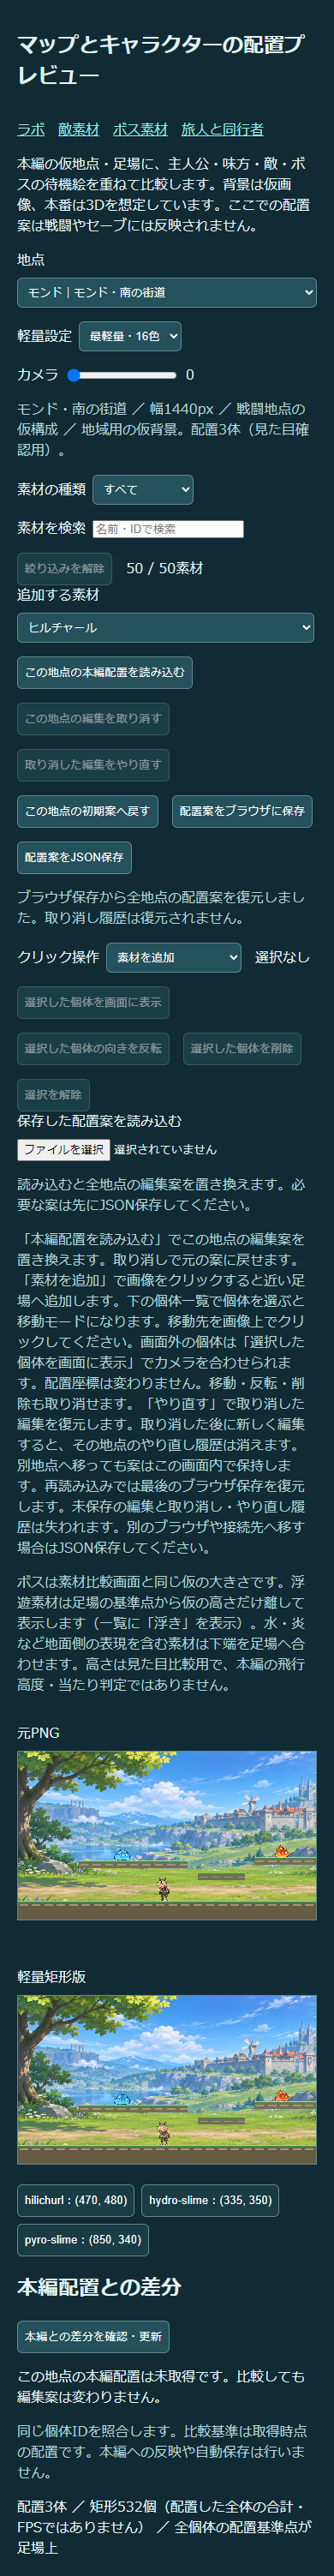 マップとキャラクターの配置プ
レビュー
ラボ 敵素材 ボス素材 旅人と同行者
本編の仮地点・足場に、主人公・味方・敵・ボ
スの待機絵を重ねて比較します。背景は仮画
像、本番は3Dを想定しています。ここでの配置
案は戦闘やセーブには反映されません。
地点
モンド｜モンド・南の街道
軽量設定 最軽量・16色
カメラ 0
モンド・南の街道 ／ 幅1440px ／ 戦闘地点の
仮構成 ／ 地域用の仮背景。配置3体（見た目確
認用）。
素材の種類 すべて
素材を検索 名前・IDで検索
絞り込みを解除 50 / 50素材
追加する素材
ヒルチャール
この地点の本編配置を読み込む
この地点の編集を取り消す
取り消した編集をやり直す
この地点の初期案へ戻す 配置案をブラウザに保存
配置案をJSON保存
ブラウザ保存から全地点の配置案を復元しまし
た。取り消し履歴は復元されません。
クリック操作 素材を追加 選択なし
選択した個体を画面に表示
選択した個体の向きを反転 選択した個体を削除
選択を解除
保存した配置案を読み込む
ファイルを選択 選択されていません
読み込むと全地点の編集案を置き換えます。必
要な案は先にJSON保存してください。
「本編配置を読み込む」でこの地点の編集案を
置き換えます。取り消しで元の案に戻せます。
「素材を追加」で画像をクリックすると近い足
場へ追加します。下の個体一覧で個体を選ぶと
移動モードになります。移動先を画像上でクリ
ックしてください。画面外の個体は「選択した
個体を画面に表示」でカメラを合わせられま
す。配置座標は変わりません。移動・反転・削
除も取り消せます。「やり直す」で取り消した
編集を復元します。取り消した後に新しく編集
すると、その地点のやり直し履歴は消えます。
別地点へ移っても案はこの画面内で保持しま
す。再読み込みでは最後のブラウザ保存を復元
します。未保存の編集と取り消し・やり直し履
歴は失われます。別のブラウザや接続先へ移す
場合はJSON保存してください。
ボスは素材比較画面と同じ仮の大きさです。浮
遊素材は足場の基準点から仮の高さだけ離して
表示します（一覧に「浮き」を表示）。水・炎
など地面側の表現を含む素材は下端を足場へ合
わせます。高さは見た目比較用で、本編の飛行
高度・当たり判定ではありません。
元PNG
軽量矩形版
hilichurl：(470, 480) hydro-slime：(335, 350)
pyro-slime：(850, 340)
本編配置との差分
本編との差分を確認・更新
この地点の本編配置は未取得です。比較しても
編集案は変わりません。
同じ個体IDを照合します。比較基準は取得時点
の配置です。本編への反映や自動保存は行いま
せん。
配置3体 ／ 矩形532個（配置した全体の合計・
FPSではありません） ／ 全個体の配置基準点が
足場上